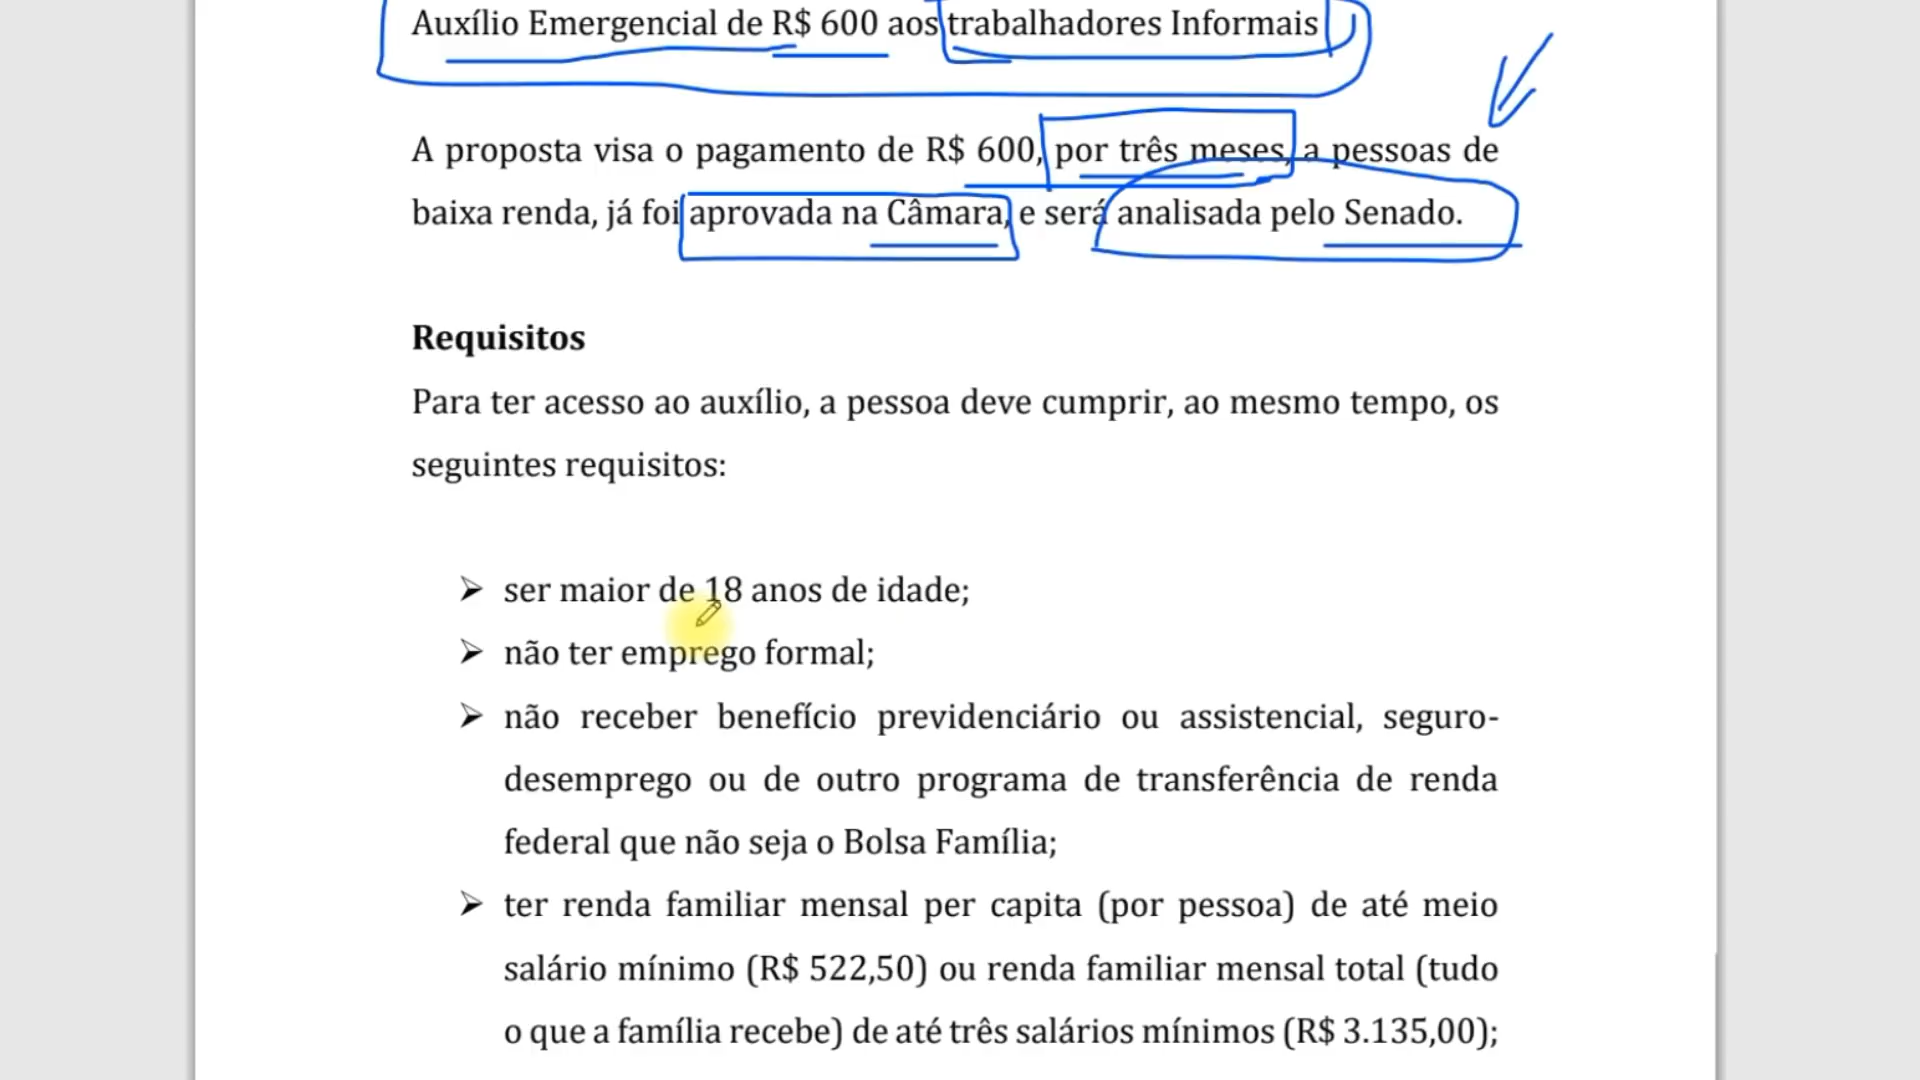 Auxílio Emergencial de R$ 600 aos trabalhadores Informais
A proposta visa o pagamento de R$ 600, por três meses, a pessoas de
baixa renda, já foi aprovada na Câmara, e será analisada pelo Senado.
Requisitos
Para ter acesso ao auxílio, a pessoa deve cumprir, ao mesmo tempo, os
seguintes requisitos:
➢ ser maior de 18 anos de idade;
➢ não ter emprego formal;
➢ não receber benefício previdenciário ou assistencial, seguro-
desemprego ou de outro programa de transferência de renda
federal que não seja o Bolsa Família;
➢ ter renda familiar mensal per capita (por pessoa) de até meio
salário mínimo (R$ 522,50) ou renda familiar mensal total (tudo
o que a família recebe) de até três salários mínimos (R$ 3.135,00);